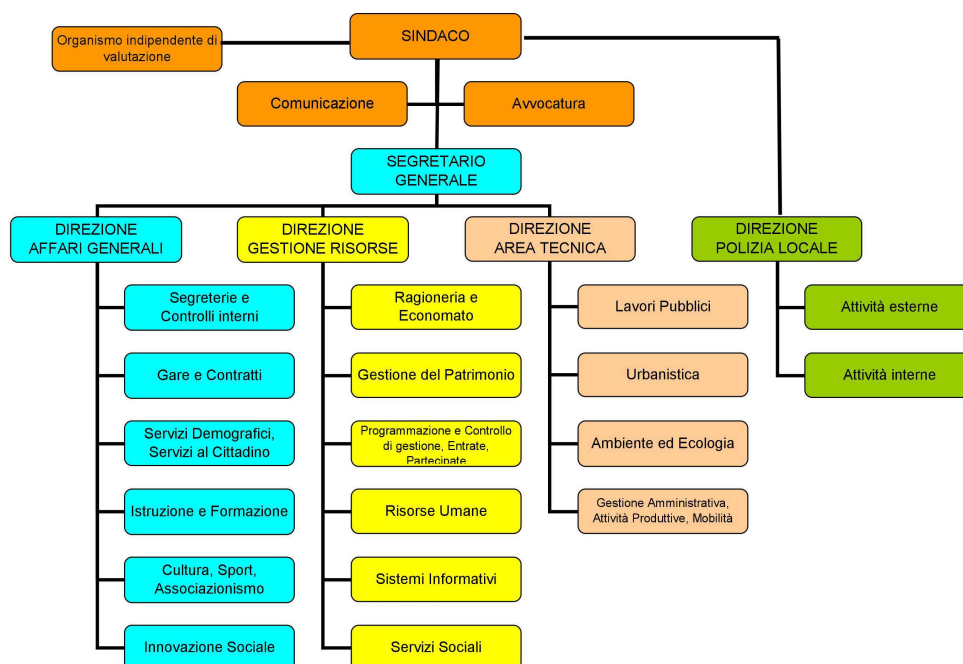 Organismo indipendente di
valutazione
SINDACO
Comunicazione
Avvocatura
SEGRETARIO
GENERALE
DIREZIONE
AFFARI GENERALI
DIREZIONE
GESTIONE RISORSE
DIREZIONE
AREA TECNICA
DIREZIONE
POLIZIA LOCALE
Segreterie e
Controlli interni
Gare e Contratti
Servizi Demografici,
Servizi al Cittadino
Istruzione e Formazione
Cultura, Sport,
Associazionismo
Innovazione Sociale
Ragioneria e
Economato
Gestione del Patrimonio
Programmazione e Controllo
di gestione, Entrate,
Partecipate
Risorse Umane
Sistemi Informativi
Servizi Sociali
Lavori Pubblici
Urbanistica
Ambiente ed Ecologia
Gestione Amministrativa,
Attività Produttive, Mobilità
Attività esterne
Attività interne